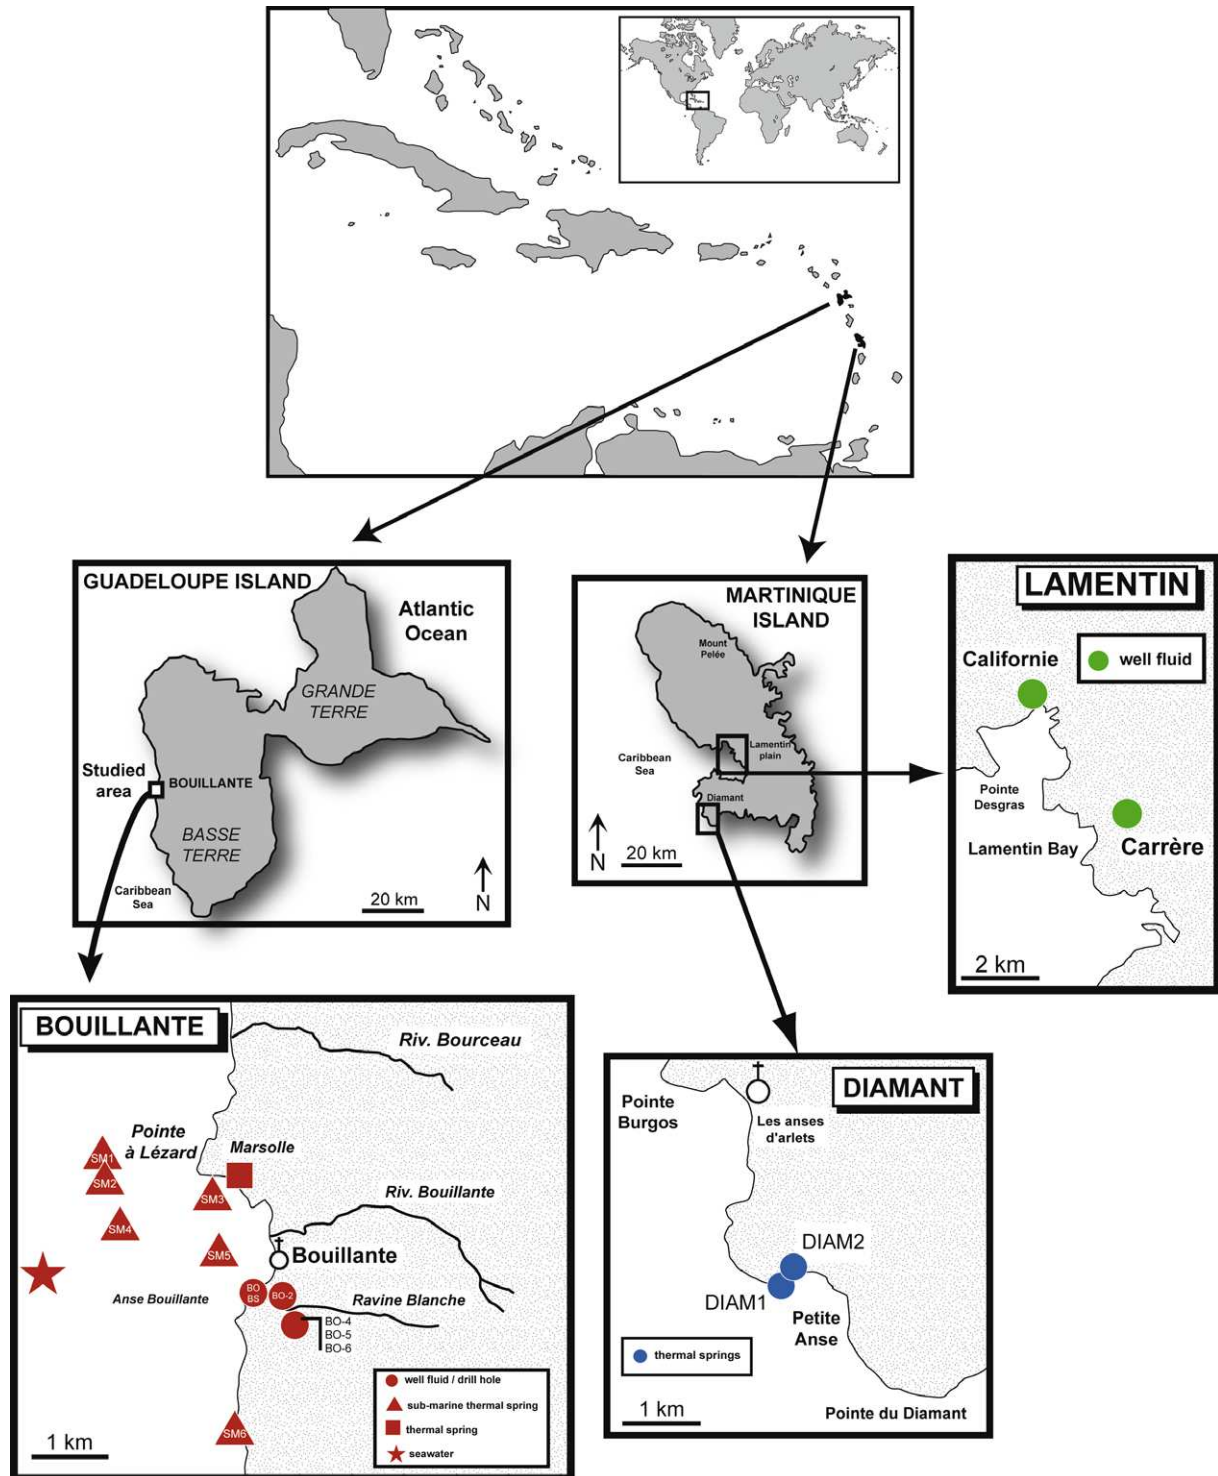 GUADELOUPE ISLAND
Atlantic
Ocean
GRANDE
TERRE
Studied
area
BOUILLANTE
BASSE
TERRE
Caribbean
Sea
20 km
N
MARTINIQUE
ISLAND
Mount
Pelée
Caribbean
Sea
Lamentin
plain
Diamant
N
20 km
LAMENTIN
well fluid
Californie
Pointe
Desgras
Lamentin Bay
Carrère
2 km
BOUILLANTE
Riv. Bourceau
Pointe
à Lézard
Marsolle
SM1
SM2
SM3
SM4
SM5
Riv. Bouillante
Bouillante
Anse Bouillante
BO
BS
BO-2
Ravine Blanche
BO-4
BO-5
BO-6
SM6
1 km
well fluid / drill hole
sub-marine thermal spring
thermal spring
seawater
DIAMANT
Pointe
Burgos
Les anses
d'arlets
DIAM2
DIAM1
Petite
Anse
thermal springs
1 km
Pointe du Diamant